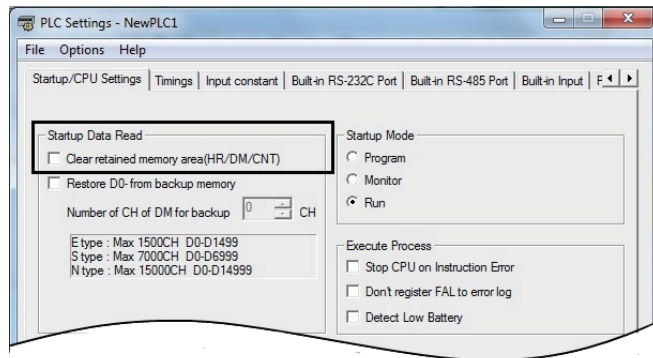 PLC Settings - NewPLC1
File Options Help
Startup/CPU Settings Timings Input constant Built-in RS-232C Port Built-in RS-485 Port Built-in Input
Startup Data Read
Clear retained memory area(HR/DM/CNT)
Restore D0- from backup memory
Number of CH of DM for backup 0 CH
E type : Max 1500CH D0-D1499
S type : Max 7000CH D0-D6999
N type : Max 15000CH D0-D14999
Startup Mode
Program
Monitor
Run
Execute Process
Stop CPU on Instruction Error
Don't register FAL to error log
Detect Low Battery